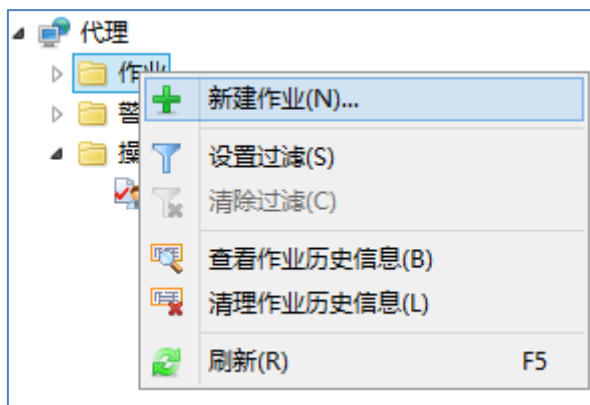 代理
作业
新建作业(N)...
警
操
设置过滤(S)
清除过滤(C)
查看作业历史信息(B)
清理作业历史信息(L)
刷新(R) F5